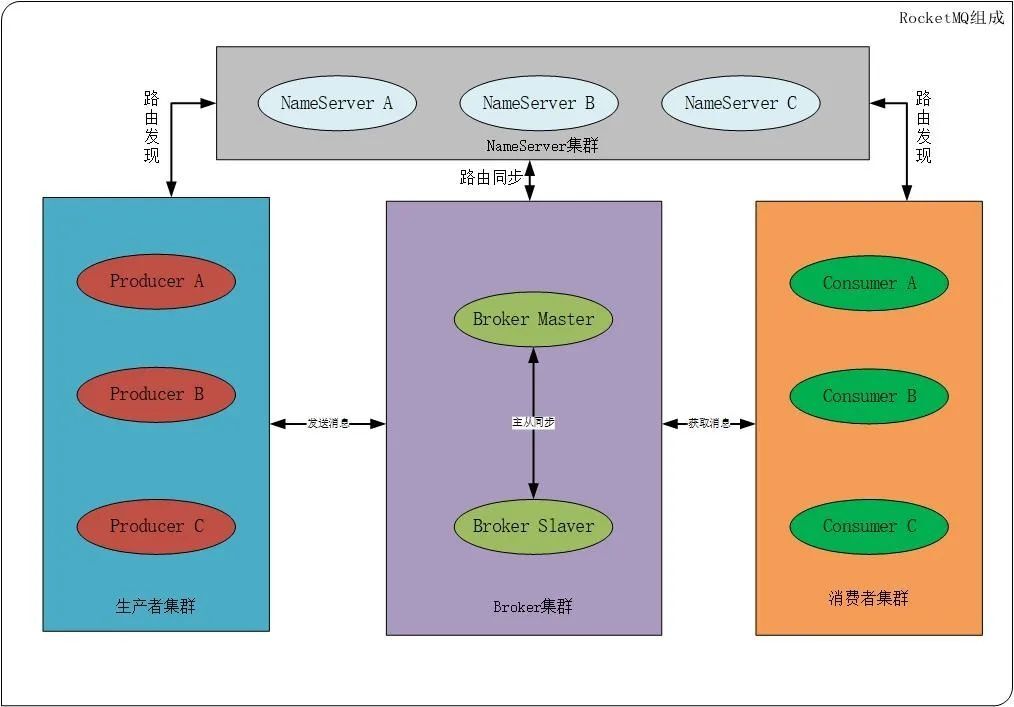 RocketMQ组成
NameServer A
NameServer B
NameServer C
NameServer集群
路由发现
路由同步
路由发现
Producer A
Producer B
Producer C
生产者集群
发送消息
Broker Master
主从同步
Broker Slaver
Broker集群
获取消息
Consumer A
Consumer B
Consumer C
消费者集群